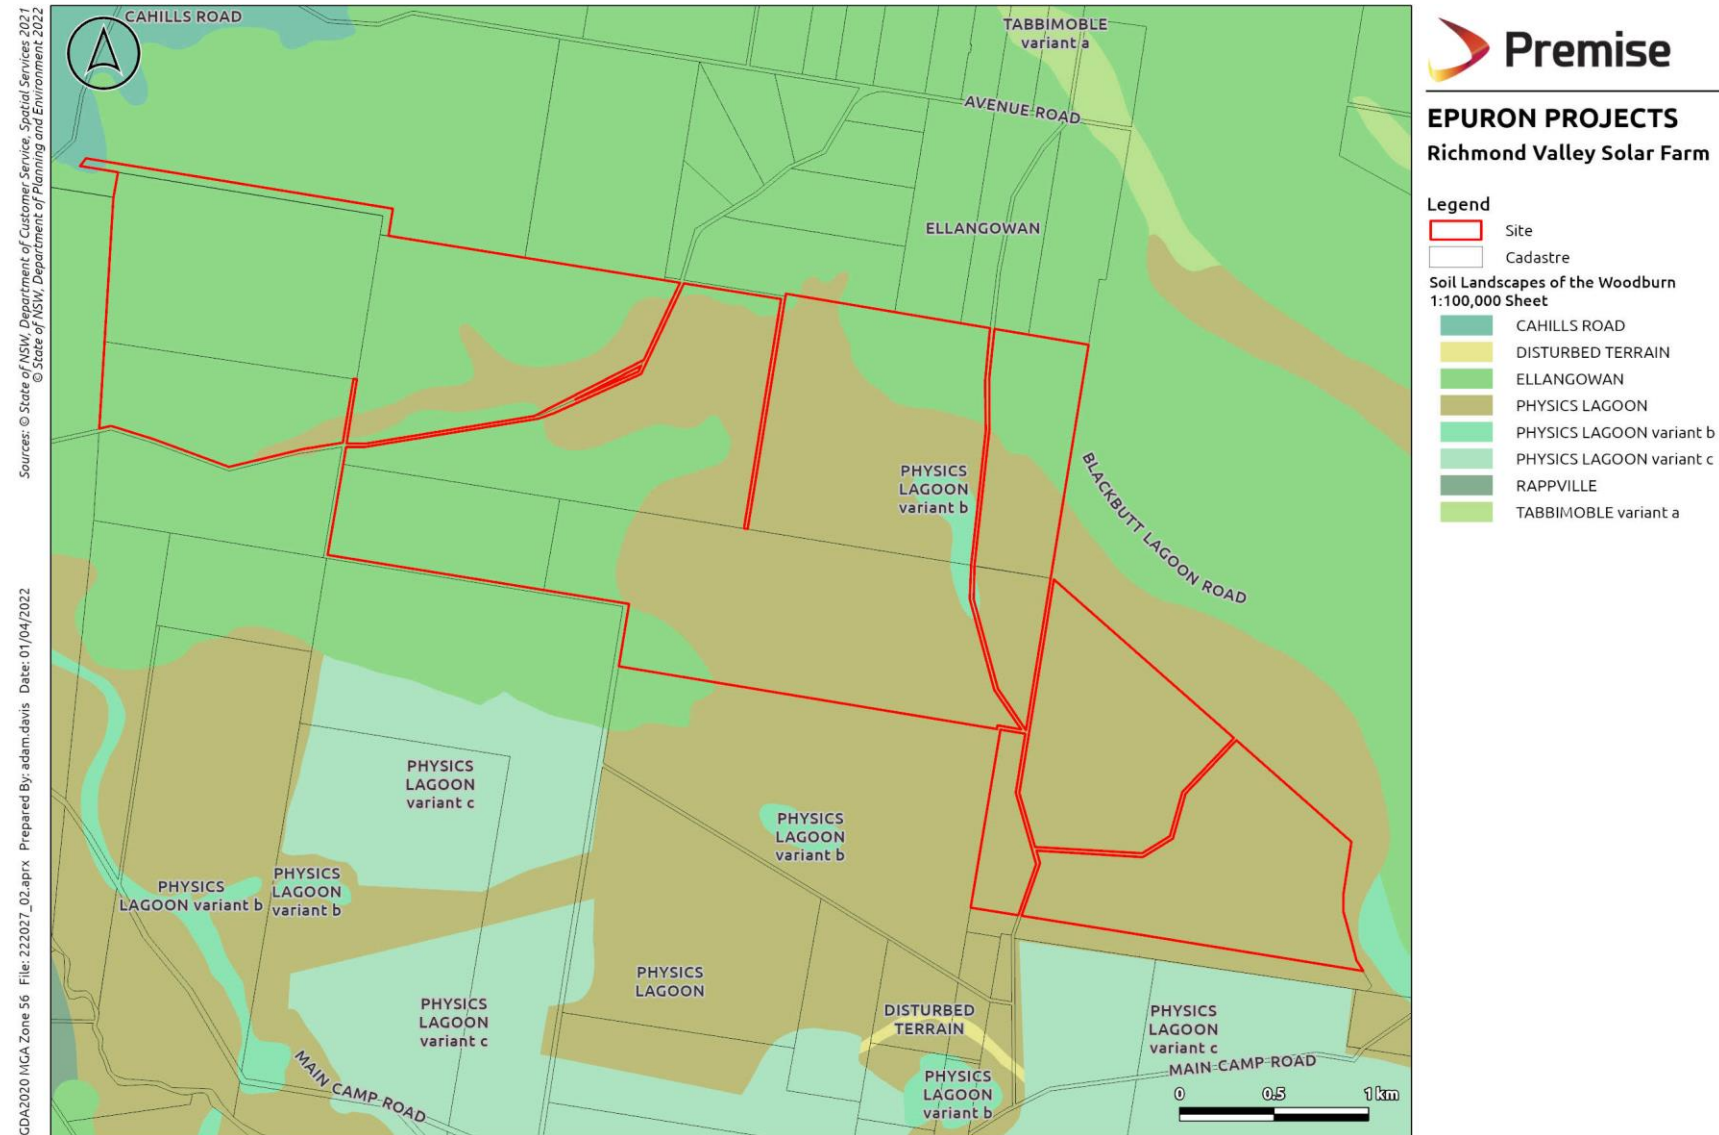 Sources: © State of NSW, Department of Customer Service, Spatial Services 2021
© State of NSW, Department of Planning and Environment 2022
GDA2020 MGA Zone 56 File: 222027_02.aprx Prepared By: adam.davis Date: 01/04/2022
CAHILLS ROAD
TABBIMOBLE
variant a
AVENUE ROAD
ELLANGOWAN
PHYSICS
LAGOON
variant b
BLACKBUTT LAGOON ROAD
PHYSICS
LAGOON
variant c
PHYSICS
LAGOON
variant b
PHYSICS
LAGOON variant b
PHYSICS
LAGOON
variant b
PHYSICS
LAGOON
PHYSICS
LAGOON
variant c
DISTURBED
TERRAIN
PHYSICS
LAGOON
variant c
MAIN CAMP ROAD
MAIN CAMP ROAD
PHYSICS
LAGOON
variant b
0 0.5 1 km
Premise
EPURON PROJECTS
Richmond Valley Solar Farm
Legend
Site
Cadastre
Soil Landscapes of the Woodburn
1:100,000 Sheet
CAHILLS ROAD
DISTURBED TERRAIN
ELLANGOWAN
PHYSICS LAGOON
PHYSICS LAGOON variant b
PHYSICS LAGOON variant c
RAPPVILLE
TABBIMOBLE variant a